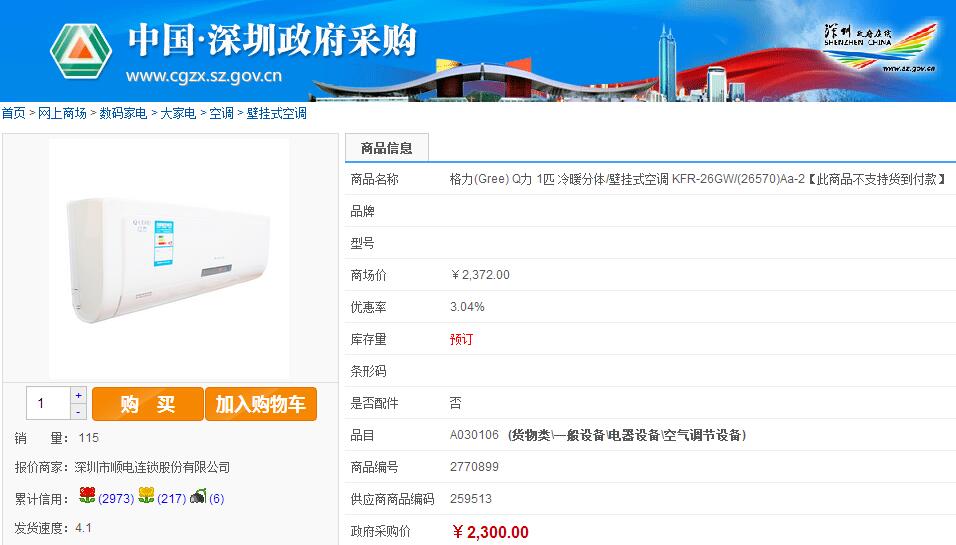 中国·深圳政府采购
www.cgzx.sz.gov.cn
深圳 政府在线
SHENZHEN CHINA
www.sz.gov.cn
首页 > 网上商场 > 数码家电 > 大家电 > 空调 > 壁挂式空调
商品信息
商品名称 格力(Gree) Q力 1匹 冷暖分体/壁挂式空调 KFR-26GW/(26570)Aa-2【此商品不支持货到付款】
品牌
型号
商场价 ￥2,372.00
优惠率 3.04%
库存量 预订
条形码
是否配件 否
品目 A030106 (货物类\一般设备\电器设备\空气调节设备)
商品编号 2770899
供应商商品编码 259513
政府采购价 ￥2,300.00
1 + -
购 买
加入购物车
销 量： 115
报价商家： 深圳市顺电连锁股份有限公司
累计信用： (2973) (217) (6)
发货速度： 4.1